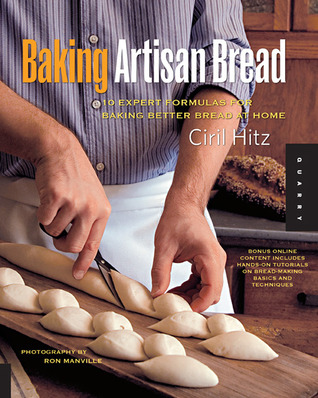 Baking Artisan Bread
10 EXPERT FORMULAS FOR
BAKING BETTER BREAD AT HOME
Ciril Hitz
QUARRY
BONUS ONLINE
CONTENT INCLUDES
HANDS-ON TUTORIALS
ON BREAD-MAKING
BASICS AND
TECHNIQUES
PHOTOGRAPHY BY
RON MANVILLE